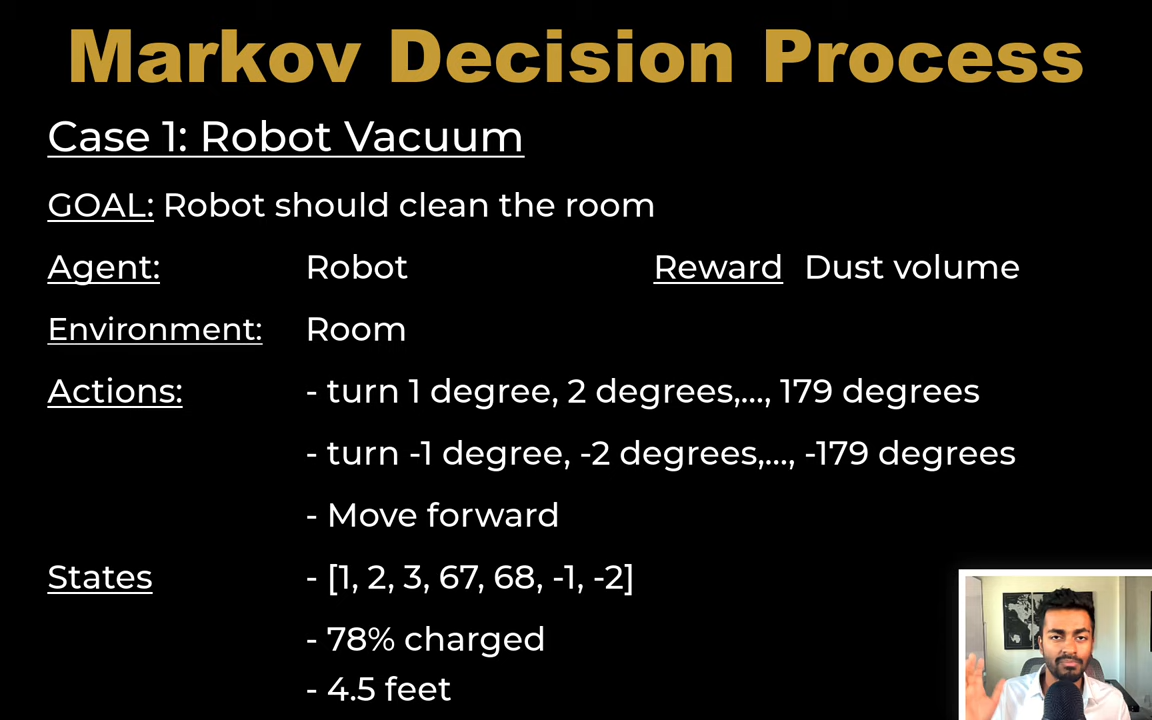 Markov Decision Process
Case 1: Robot Vacuum
GOAL: Robot should clean the room
Agent: Robot Reward Dust volume
Environment: Room
Actions: - turn 1 degree, 2 degrees,..., 179 degrees
- turn -1 degree, -2 degrees,..., -179 degrees
- Move forward
States - [1, 2, 3, 67, 68, -1, -2]
- 78% charged
- 4.5 feet